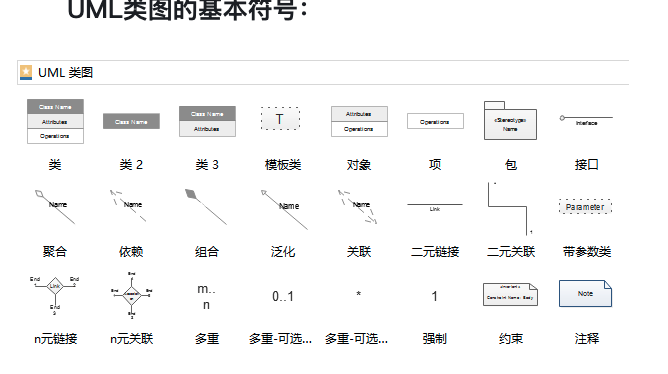 UML类图的基本符号：
UML 类图
Class Name
Attributes
Operations
Class Name
Class Name
Attributes
T
Attributes
Operations
Operations
«Stereotype»
Name
Interface
类 类 2 类 3 模板类 对象 项 包 接口
Name Name Name Name Link Parameter
聚合 依赖 组合 泛化 关联 二元链接 二元关联 带参数类
End
1
Link
End
2
End
3
End
End
End
m..
n
0..1
*
1
Constraint Name: Body
Note
n元链接 n元关联 多重 多重-可选... 多重-可选... 强制 约束 注释